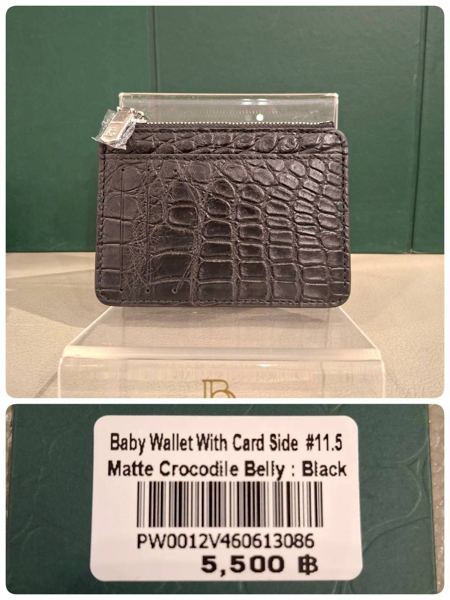 Baby Wallet With Card Side #11.5
Matte Crocodile Belly : Black
PW0012V460613086
5,500 ฿